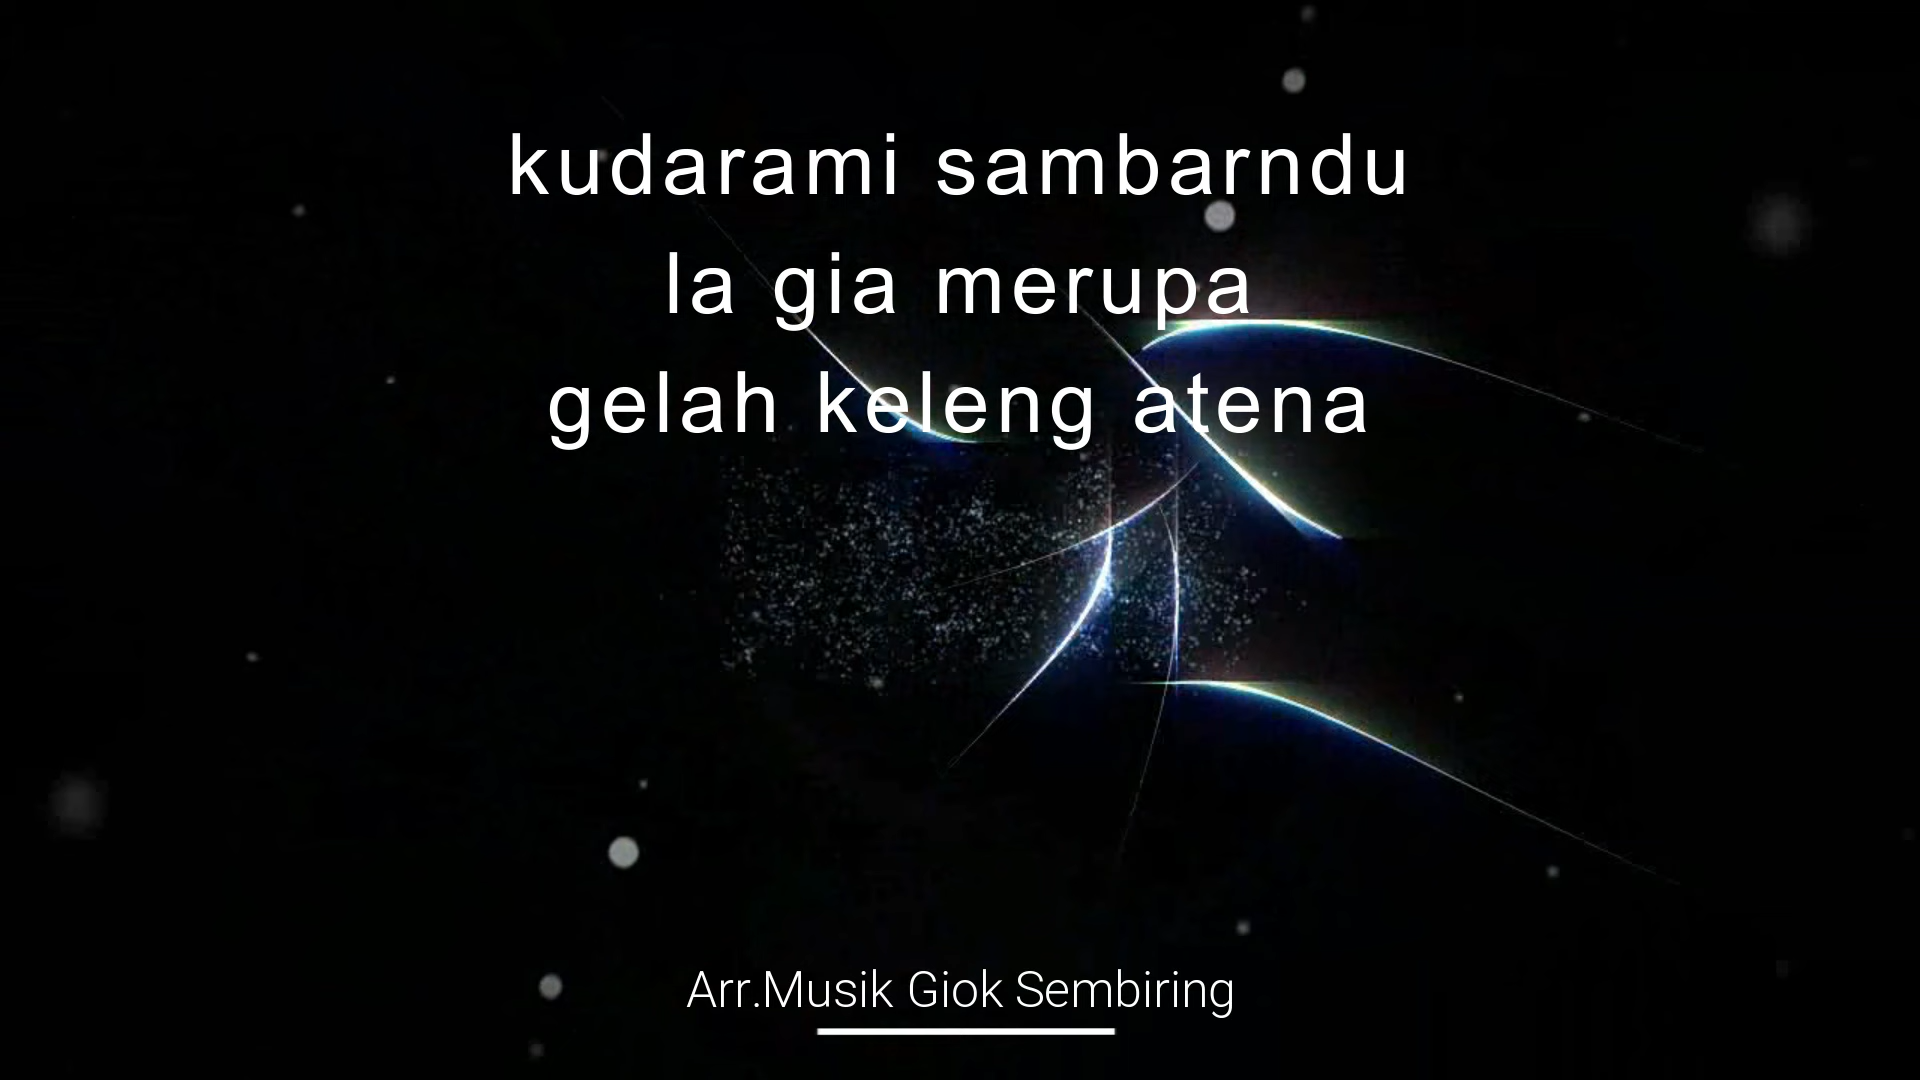 kudarami sambarndu
la gia merupa
gelah keleng atena
Arr.Musik Giok Sembiring